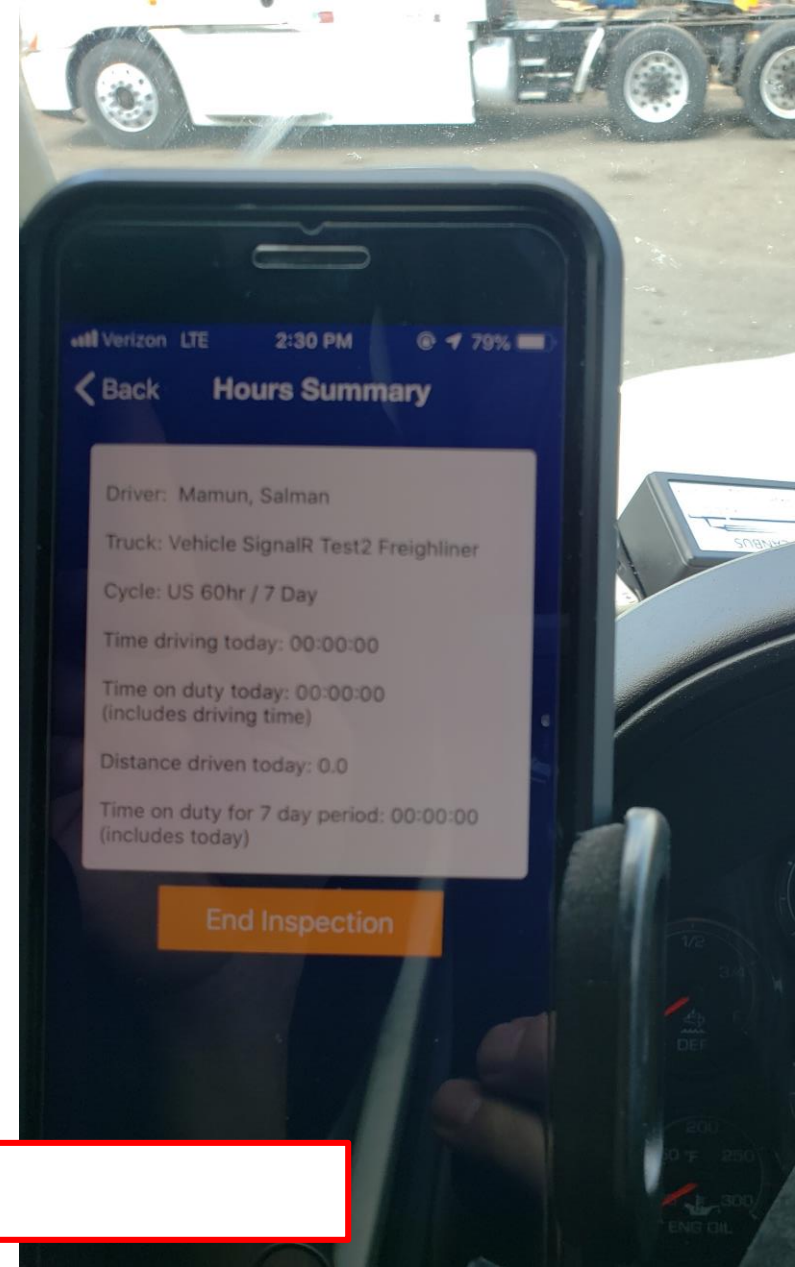 Verizon LTE 2:30 PM 79%
Back Hours Summary
Driver: Mamun, Salman
Truck: Vehicle SignalR Test2 Freighliner
Cycle: US 60hr / 7 Day
Time driving today: 00:00:00
Time on duty today: 00:00:00
(includes driving time)
Distance driven today: 0.0
Time on duty for 7 day period: 00:00:00
(includes today)
End Inspection
CANBUS
1/2
DEF
200
°F 250
300
ENG OIL